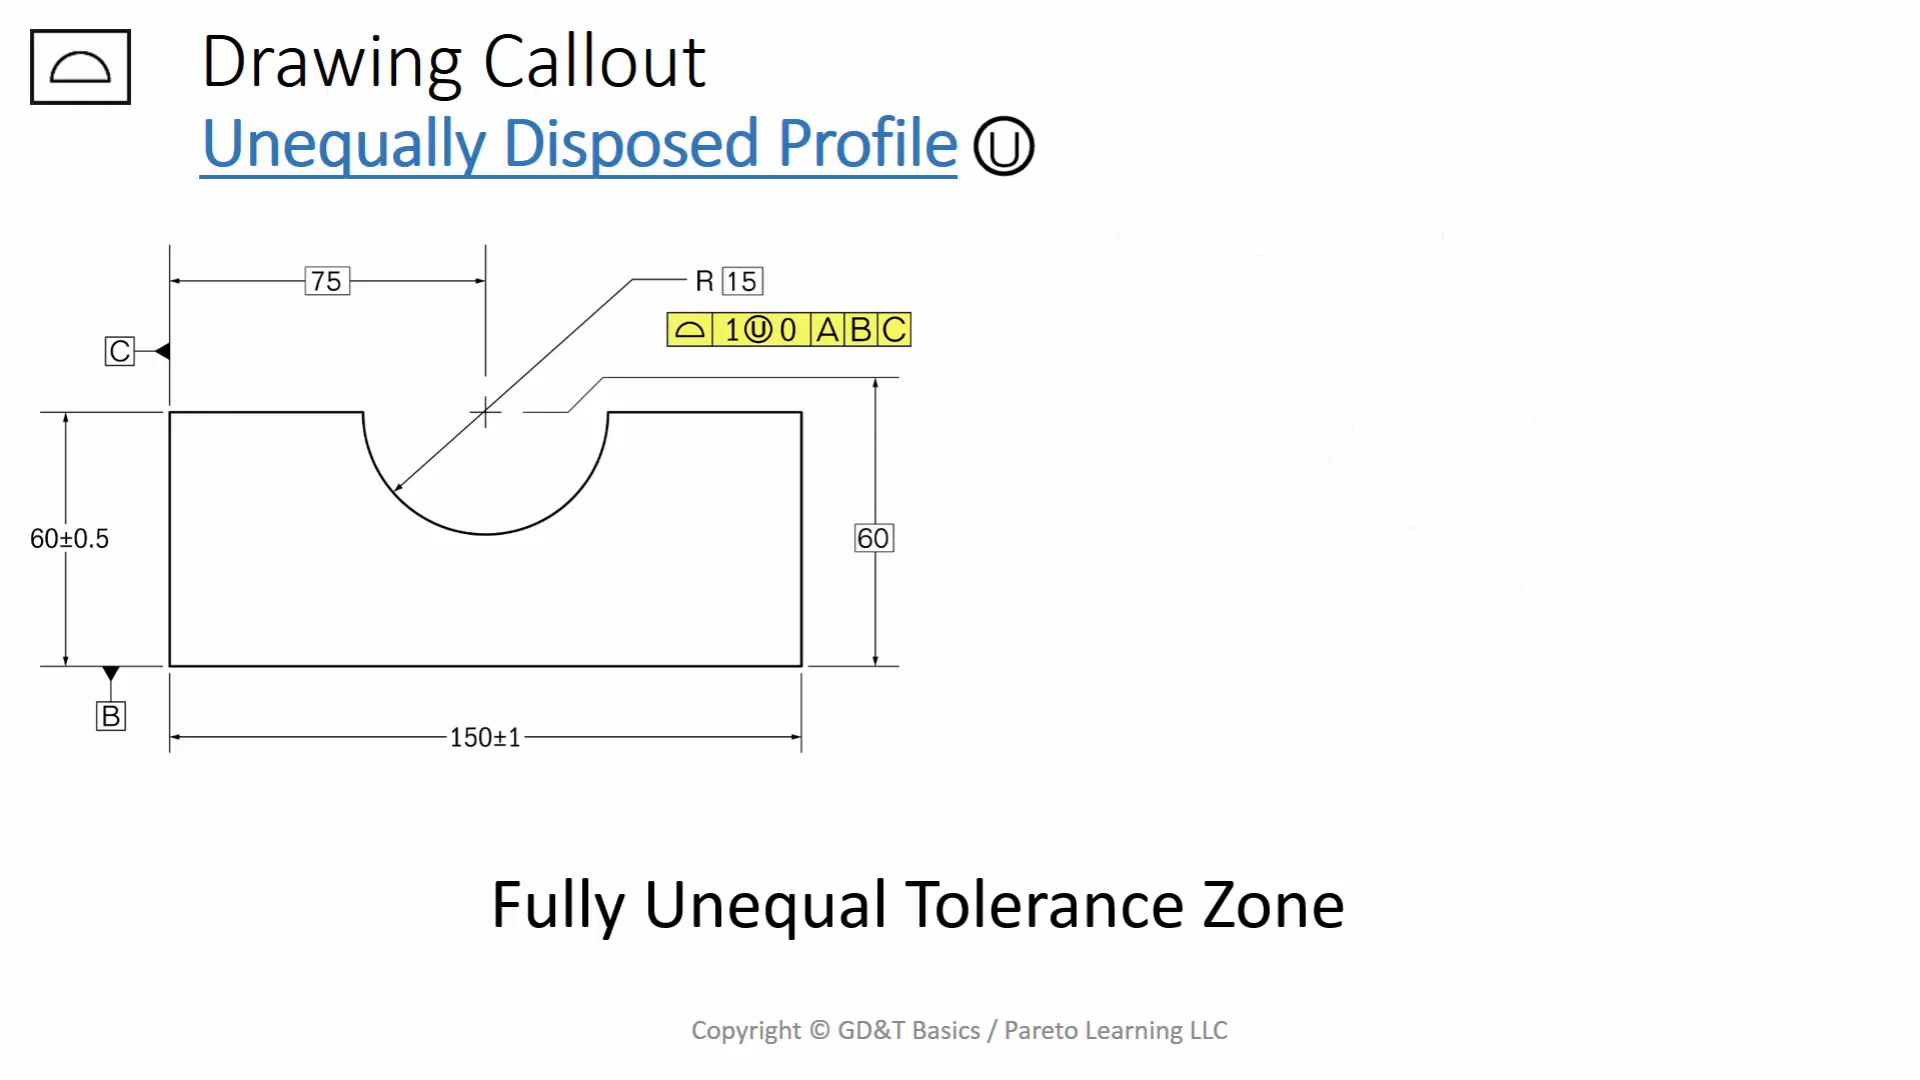 Drawing Callout
Unequally Disposed Profile Ⓤ
75
R 15
⌓ 1Ⓤ0 A B C
C
60±0.5
60
B
150±1
Fully Unequal Tolerance Zone
Copyright © GD&T Basics / Pareto Learning LLC